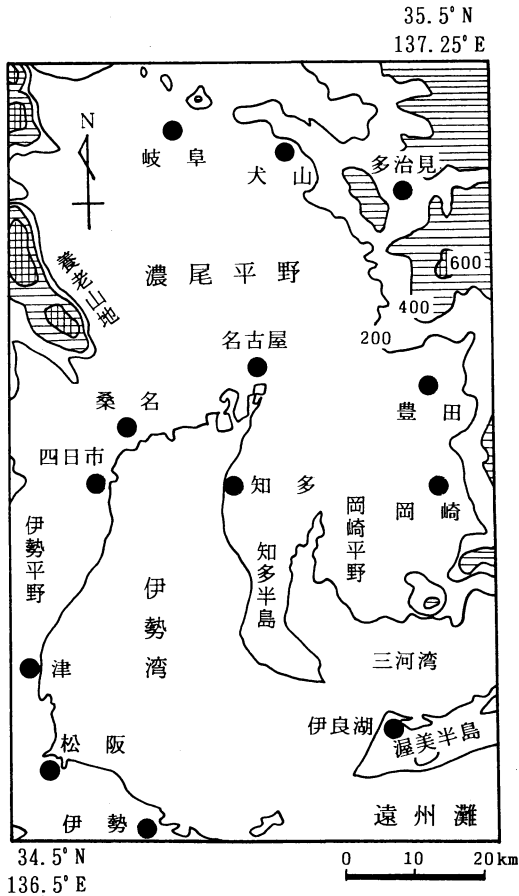 35.5°N
137.25°E
N
岐阜
犬山
多治見
養老山地
濃尾平野
600
400
200
名古屋
桑名
豊田
四日市
知多
岡崎
岡崎平野
伊勢平野
伊勢湾
知多半島
三河湾
津
伊良湖
渥美半島
松阪
伊勢
遠州灘
34.5°N
136.5°E
0 10 20km